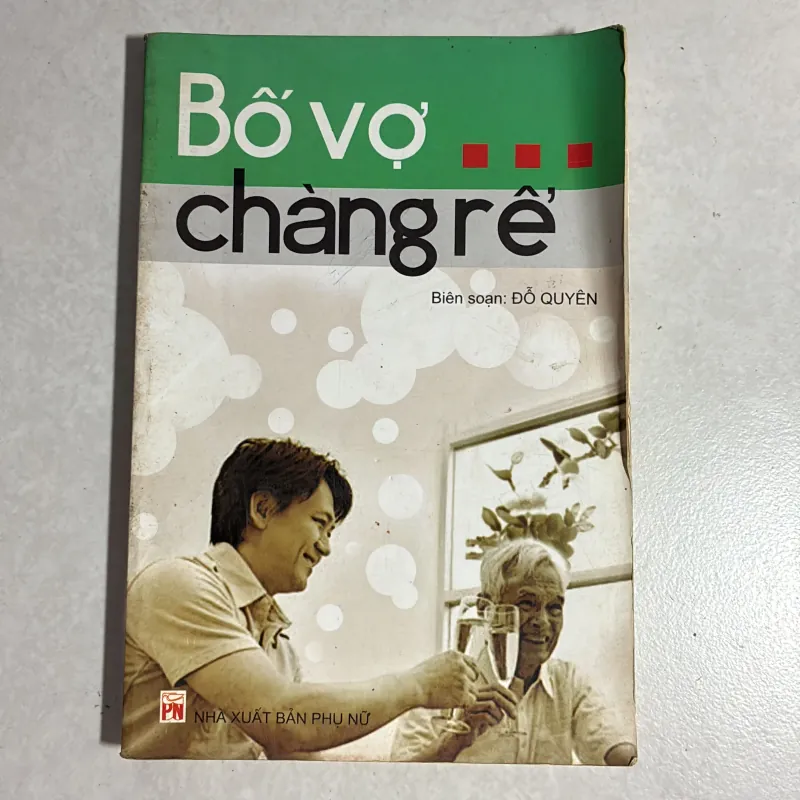 Bố vợ ...
chàng rể
Biên soạn: ĐỖ QUYÊN
PN
NHÀ XUẤT BẢN PHỤ NỮ